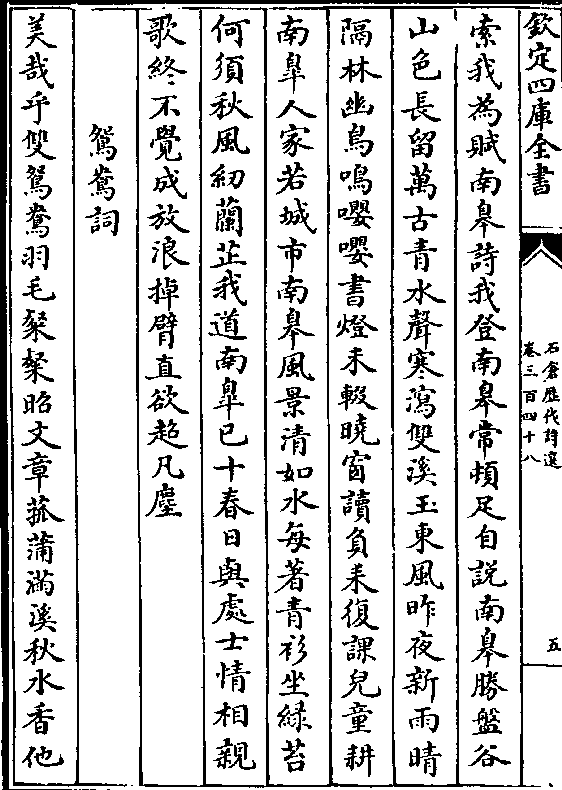 欽定四庫全書
石倉歷代詩選
卷三百四十八
五
索我為賦南皋詩我登南皋常頓足自説南皋勝盤谷
山色長留萬古青水聲寒瀉雙溪玉東風昨夜新雨晴
隔林幽鳥鳴嚶嚶書燈未輟曉窗讀負耒復課兒童耕
南皐人家若城市南皋風景清如水每著青衫坐綠苔
何須秋風紉蘭芷我道南皐已十春日與處士情相親
歌終不覺成放浪掉臂直欲超凡塵
鴛鴦詞
美哉乎雙鴛鴦羽毛粲粲昭文章菰蒲滿溪秋水香他